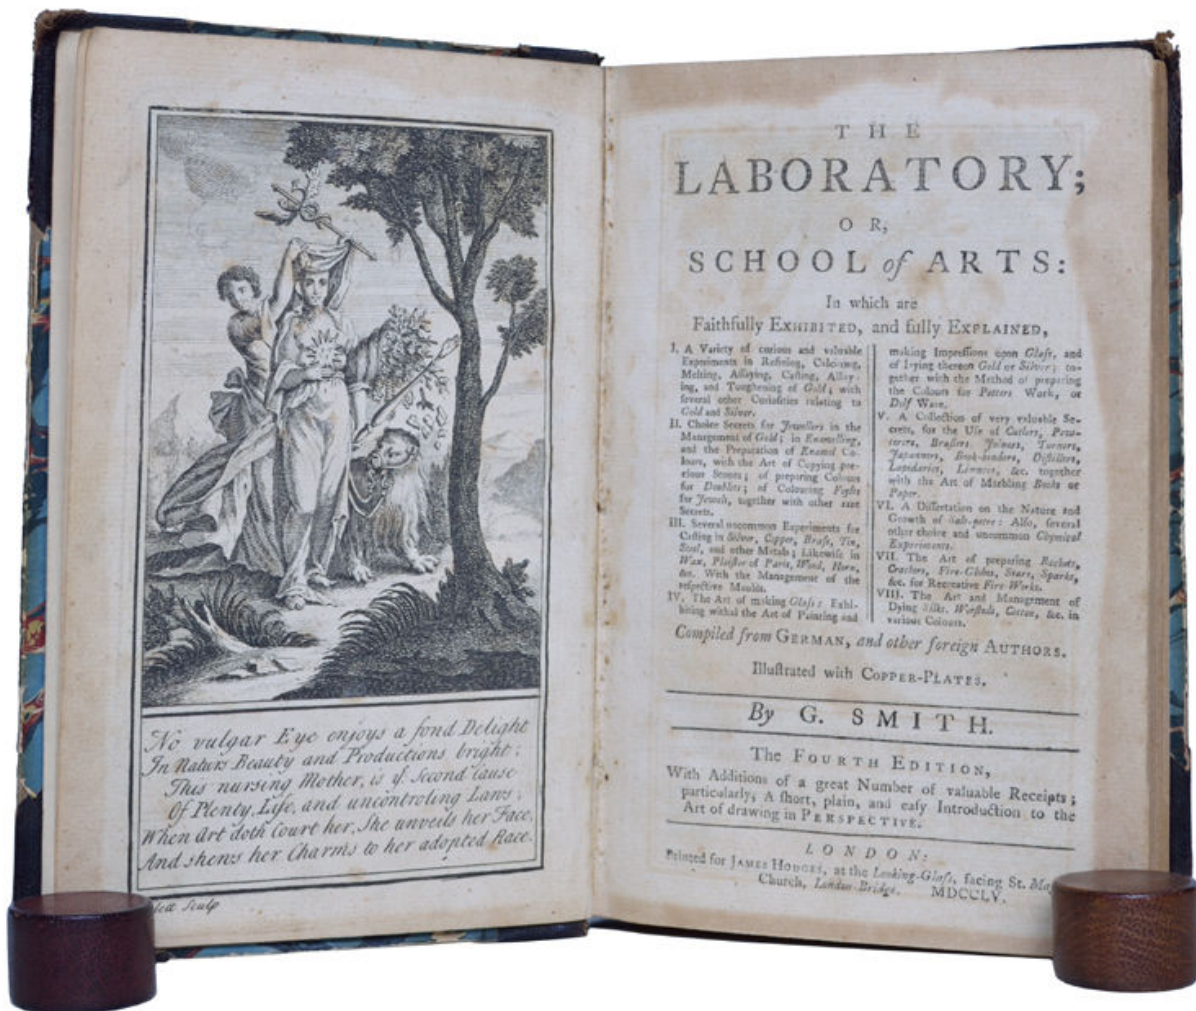 No vulgar Eye enjoys a fond Delight
In Naturs Beauty and Productions bright;
This nursing Mother, is yᵉ Second Cause
Of Plenty, Life, and uncontroling Laws;
When Art doth Court her, She unveils her Face,
And shews her Charms to her adopted Race.
Sculp
THE
LABORATORY;
OR,
SCHOOL of ARTS:
In which are
Faithfully EXHIBITED, and fully EXPLAINED,
I. A Variety of curious and valuable
Experiments in Refining, Calcining,
Melting, Assaying, Casting, Allay-
ing, and Toughening of Gold; with
several other Curiosities relating to
Gold and Silver.
II. Choice Secrets for Jewellers in the
Management of Gold; in Enamelling,
and the Preparation of Enamel Co-
lours, with the Art of Copying pre-
cious Stones; of preparing Colours
for Doublets; of Colouring Foyls
for Jewels, together with other rare
Secrets.
III. Several uncommon Experiments for
Casting in Silver, Copper, Brass, Tin,
Steel, and other Metals; Likewise in
Wax, Plaister of Paris, Wood, Horn,
&c. With the Management of the
respective Moulds.
IV. The Art of making Glass: Exhi-
biting withal the Art of Painting and
making Impressions upon Glass, and
of laying thereon Gold or Silver; to-
gether with the Method of preparing
the Colours for Potters Work, or
Delf Ware.
V. A Collection of very valuable Se-
crets, for the Use of Cutlers, Pew-
terers, Brasiers, Joiners, Turners,
Japanners, Book-binders, Distillers,
Lapidaries, Limners, &c. together
with the Art of Marbling Books or
Paper.
VI. A Dissertation on the Nature and
Growth of Salt-petre: Also, several
other choice and uncommon Chymical
Experiments.
VII. The Art of preparing Rockets,
Crackers, Fire-Globes, Stars, Sparks,
&c. for Recreative Fire-Works.
VIII. The Art and Management of
Dying Silks, Worsteds, Cotton, &c. in
various Colours.
Compiled from GERMAN, and other foreign AUTHORS.
Illustrated with COPPER-PLATES.
By G. SMITH.
The FOURTH EDITION,
With Additions of a great Number of valuable Receipts;
particularly, A short, plain, and easy Introduction to the
Art of drawing in PERSPECTIVE.
LONDON:
Printed for JAMES HODGES, at the Looking-Glass, facing St.
Church, London-Bridge. MDCCLV.